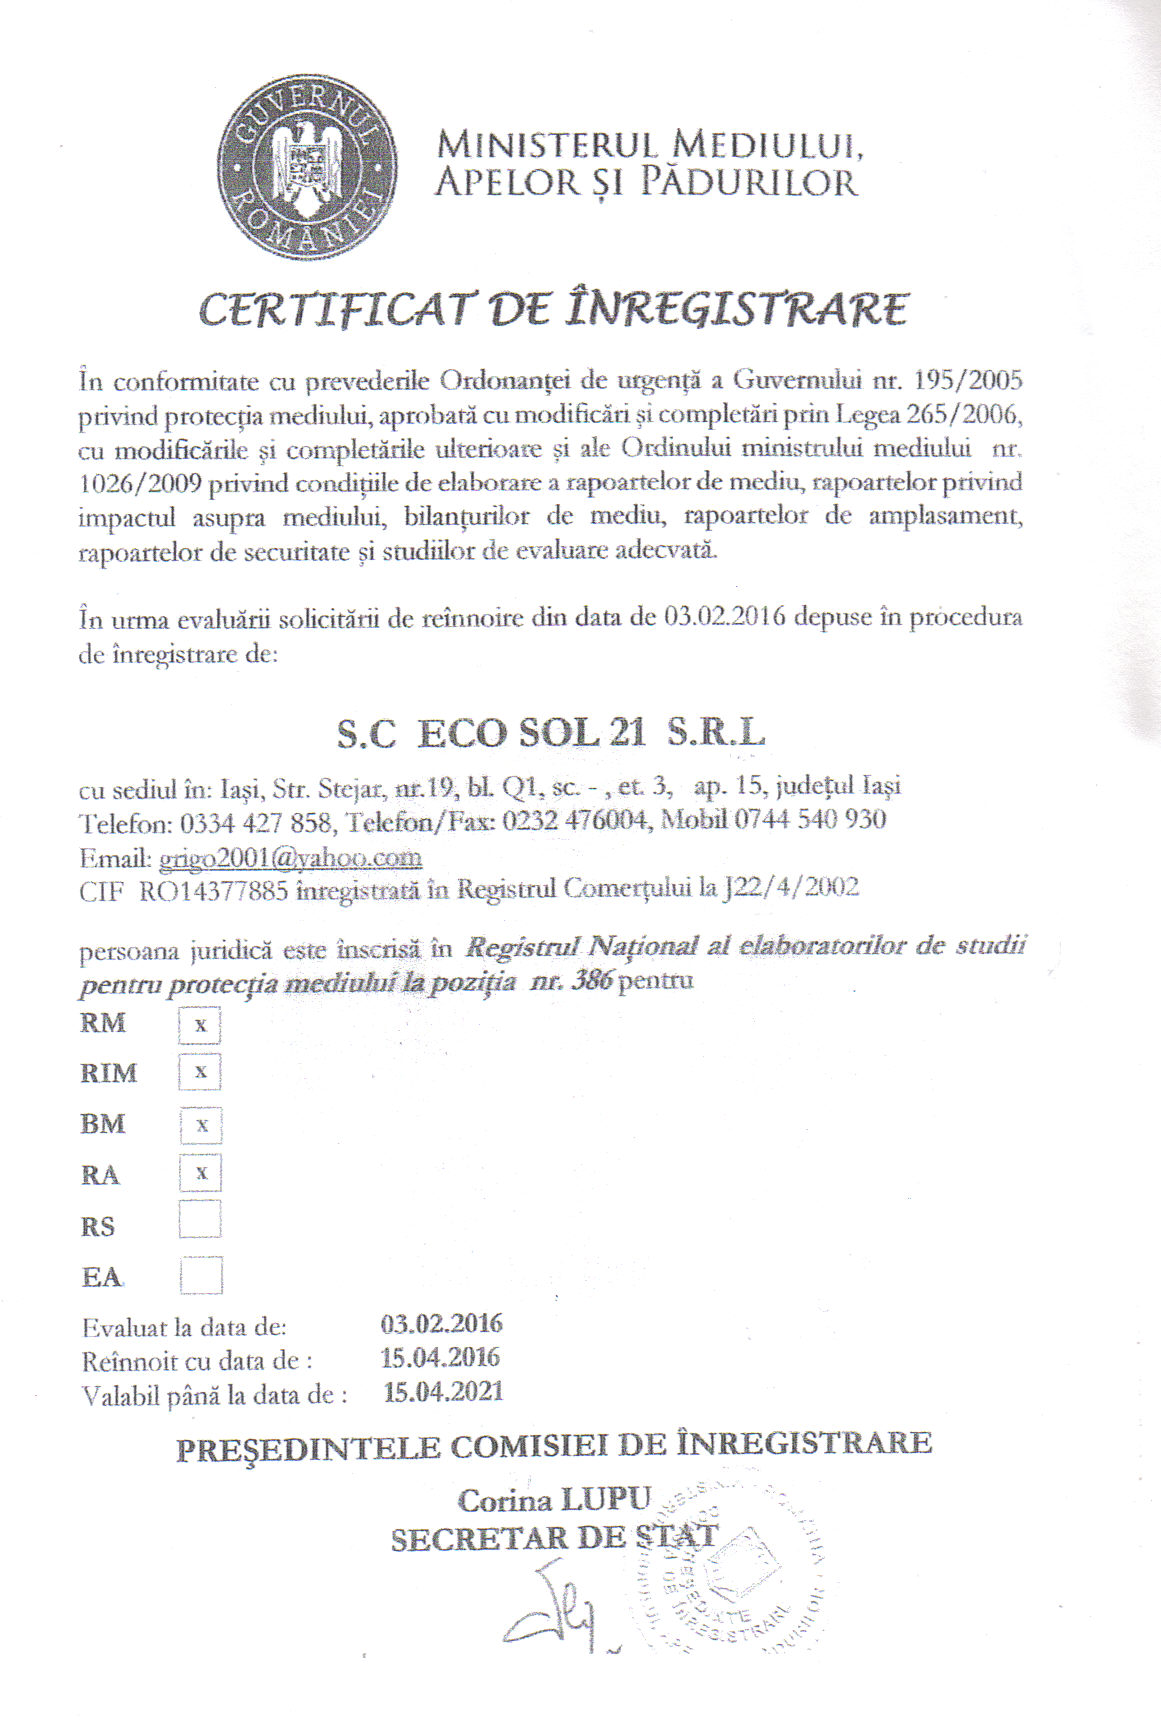 GUVERNUL ROMÂNIEI
MINISTERUL MEDIULUI,
APELOR ȘI PĂDURILOR
CERTIFICAT DE ÎNREGISTRARE
În conformitate cu prevederile Ordonanței de urgență a Guvernului nr. 195/2005
privind protecția mediului, aprobată cu modificări și completări prin Legea 265/2006,
cu modificările și completările ulterioare și ale Ordinului ministrului mediului nr.
1026/2009 privind condițiile de elaborare a rapoartelor de mediu, rapoartelor privind
impactul asupra mediului, bilanțurilor de mediu, rapoartelor de amplasament,
rapoartelor de securitate și studiilor de evaluare adecvată.
În urma evaluării solicitării de reînnoire din data de 03.02.2016 depuse în procedura
de înregistrare de:
S.C ECO SOL 21 S.R.L
cu sediul în: Iași, Str. Stejar, nr.19, bl. Q1, sc. - , et. 3, ap. 15, județul Iași
Telefon: 0334 427 858, Telefon/Fax: 0232 476004, Mobil 0744 540 930
Email: grigo2001@yahoo.com
CIF RO14377885 înregistrată în Registrul Comerțului la J22/4/2002
persoana juridică este înscrisă în Registrul Național al elaboratorilor de studii
pentru protecția mediului la poziția nr. 386 pentru
RM x
RIM x
BM x
RA x
RS
EA
Evaluat la data de: 03.02.2016
Reînnoit cu data de : 15.04.2016
Valabil până la data de : 15.04.2021
PREȘEDINTELE COMISIEI DE ÎNREGISTRARE
Corina LUPU
SECRETAR DE STAT